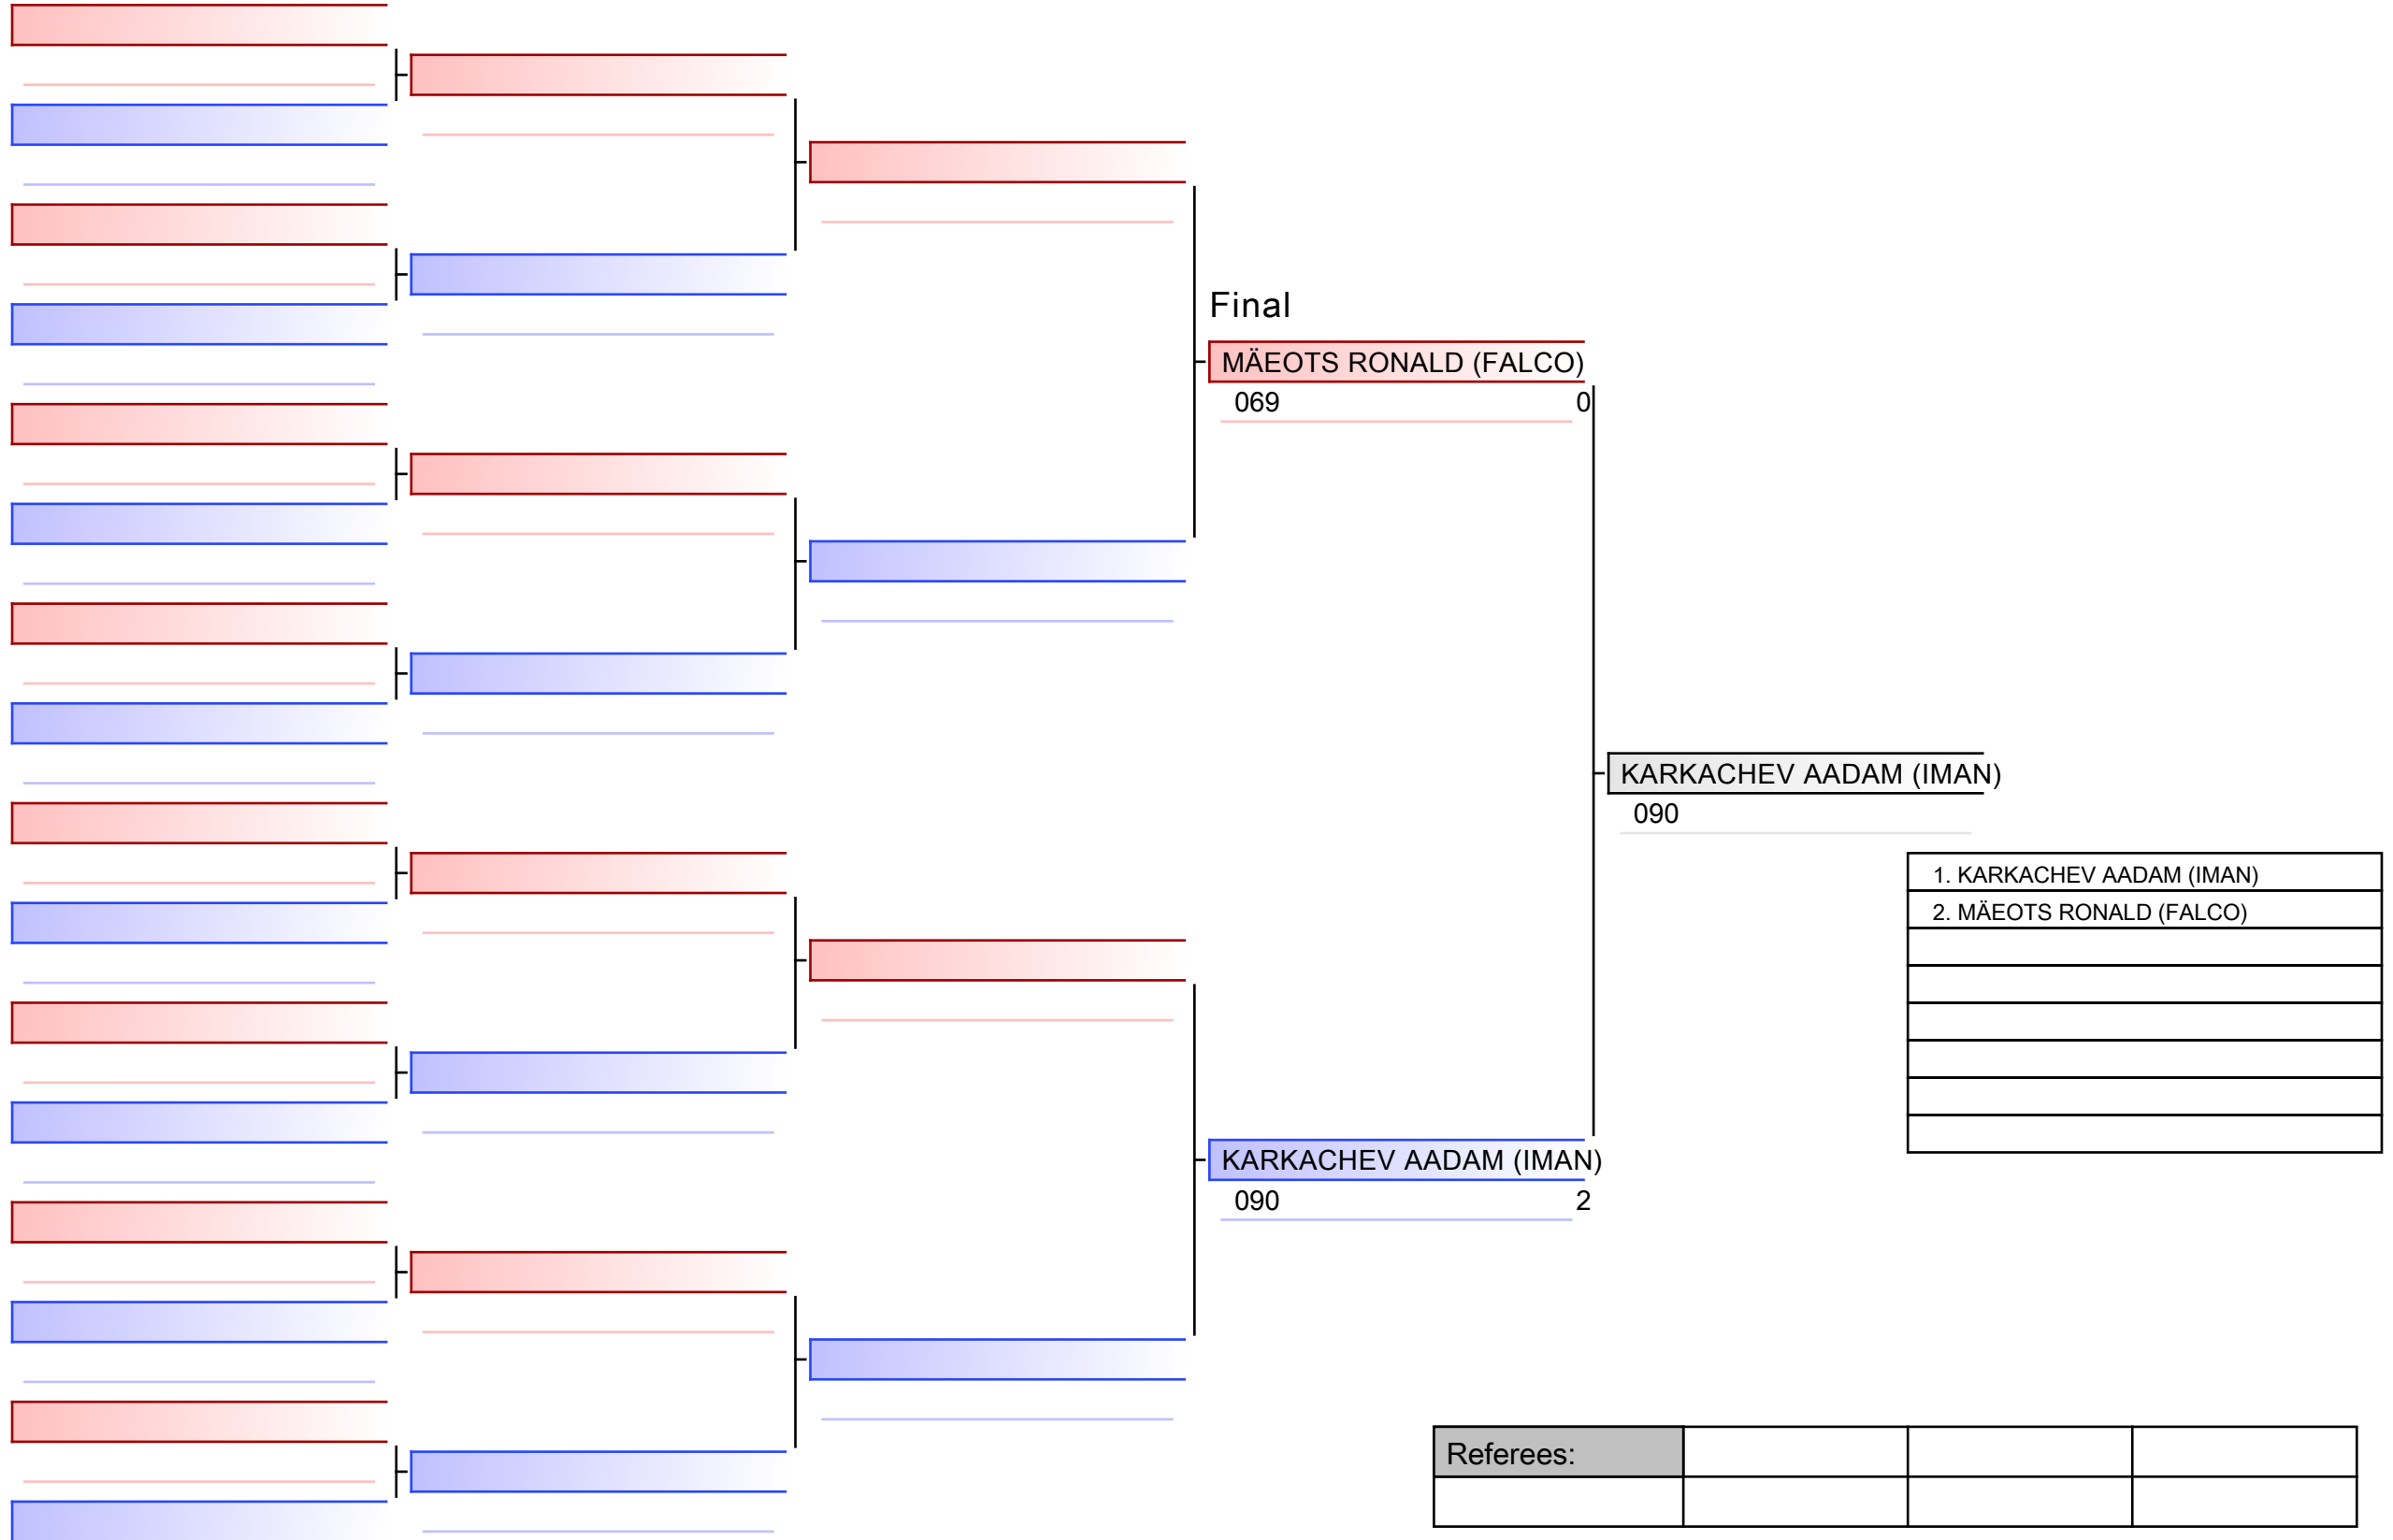 Final
MÄEOTS RONALD (FALCO)
069 0
KARKACHEV AADAM (IMAN)
090
1. KARKACHEV AADAM (IMAN)
2. MÄEOTS RONALD (FALCO)
KARKACHEV AADAM (IMAN)
090 2
Referees: